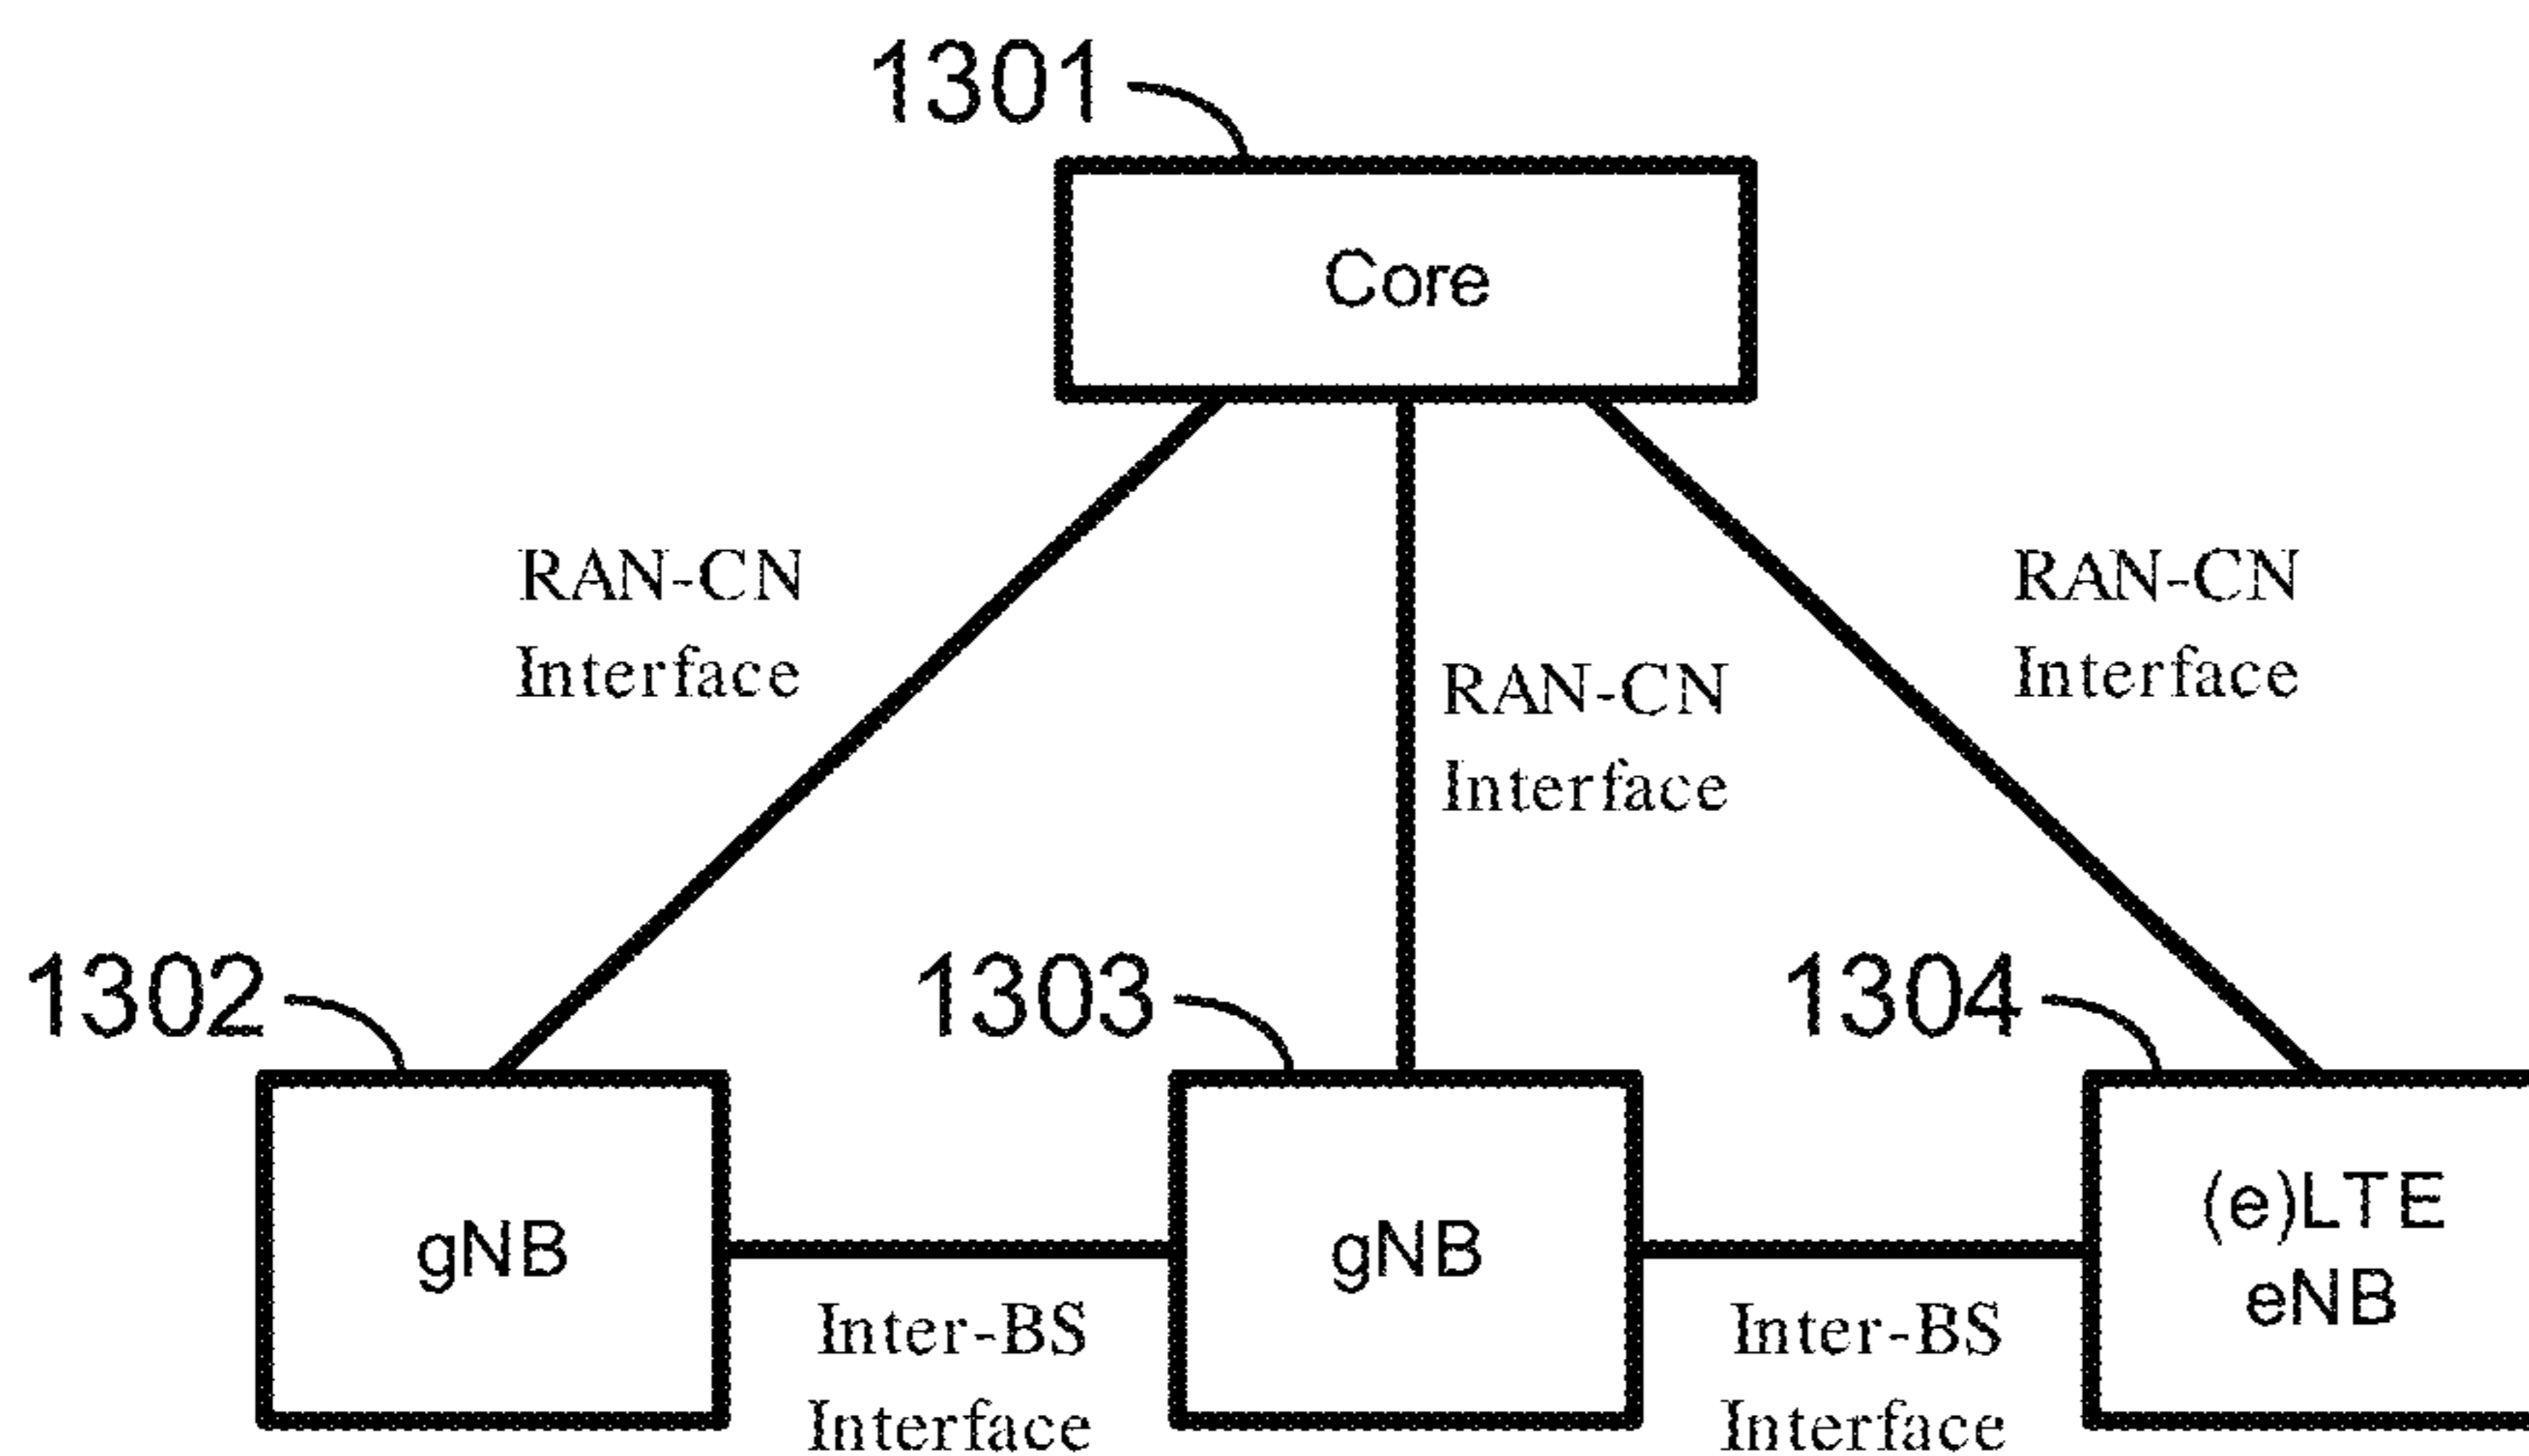 1301
Core
RAN-CN
Interface
RAN-CN
Interface
RAN-CN
Interface
1302
1303
1304
gNB
gNB
(e)LTE
eNB
Inter-BS
Interface
Inter-BS
Interface